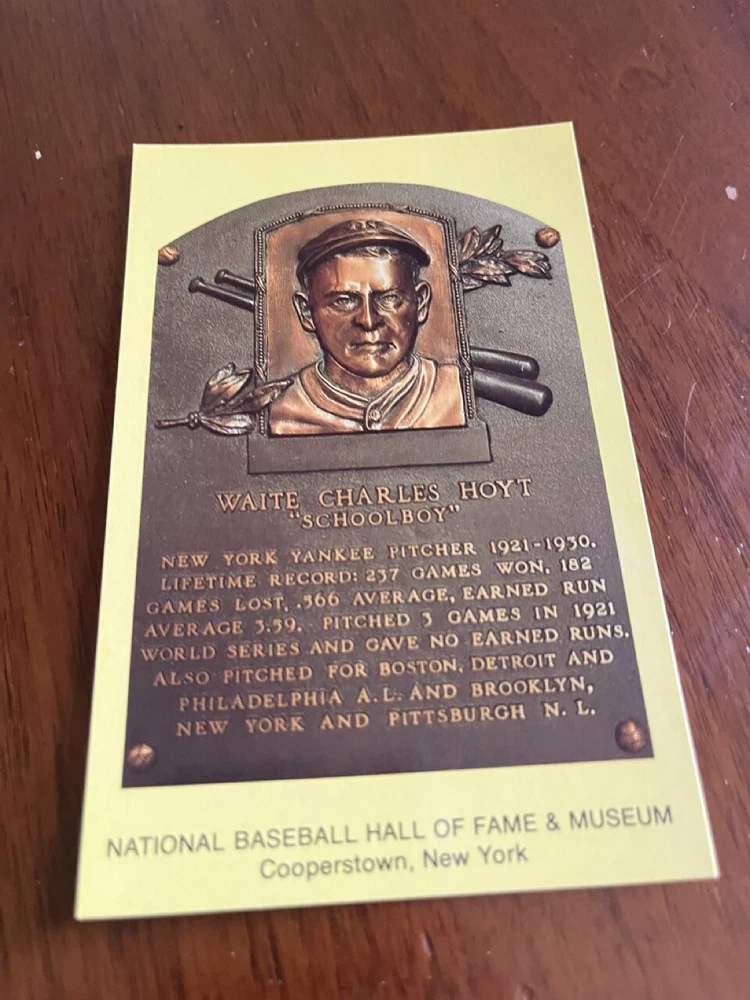 WAITE CHARLES HOYT
"SCHOOLBOY"
NEW YORK YANKEE PITCHER 1921-1930.
LIFETIME RECORD: 237 GAMES WON, 182
GAMES LOST, .566 AVERAGE, EARNED RUN
AVERAGE 3.59. PITCHED 3 GAMES IN 1921
WORLD SERIES AND GAVE NO EARNED RUNS.
ALSO PITCHED FOR BOSTON, DETROIT AND
PHILADELPHIA A.L. AND BROOKLYN,
NEW YORK AND PITTSBURGH N. L.
NATIONAL BASEBALL HALL OF FAME & MUSEUM
Cooperstown, New York